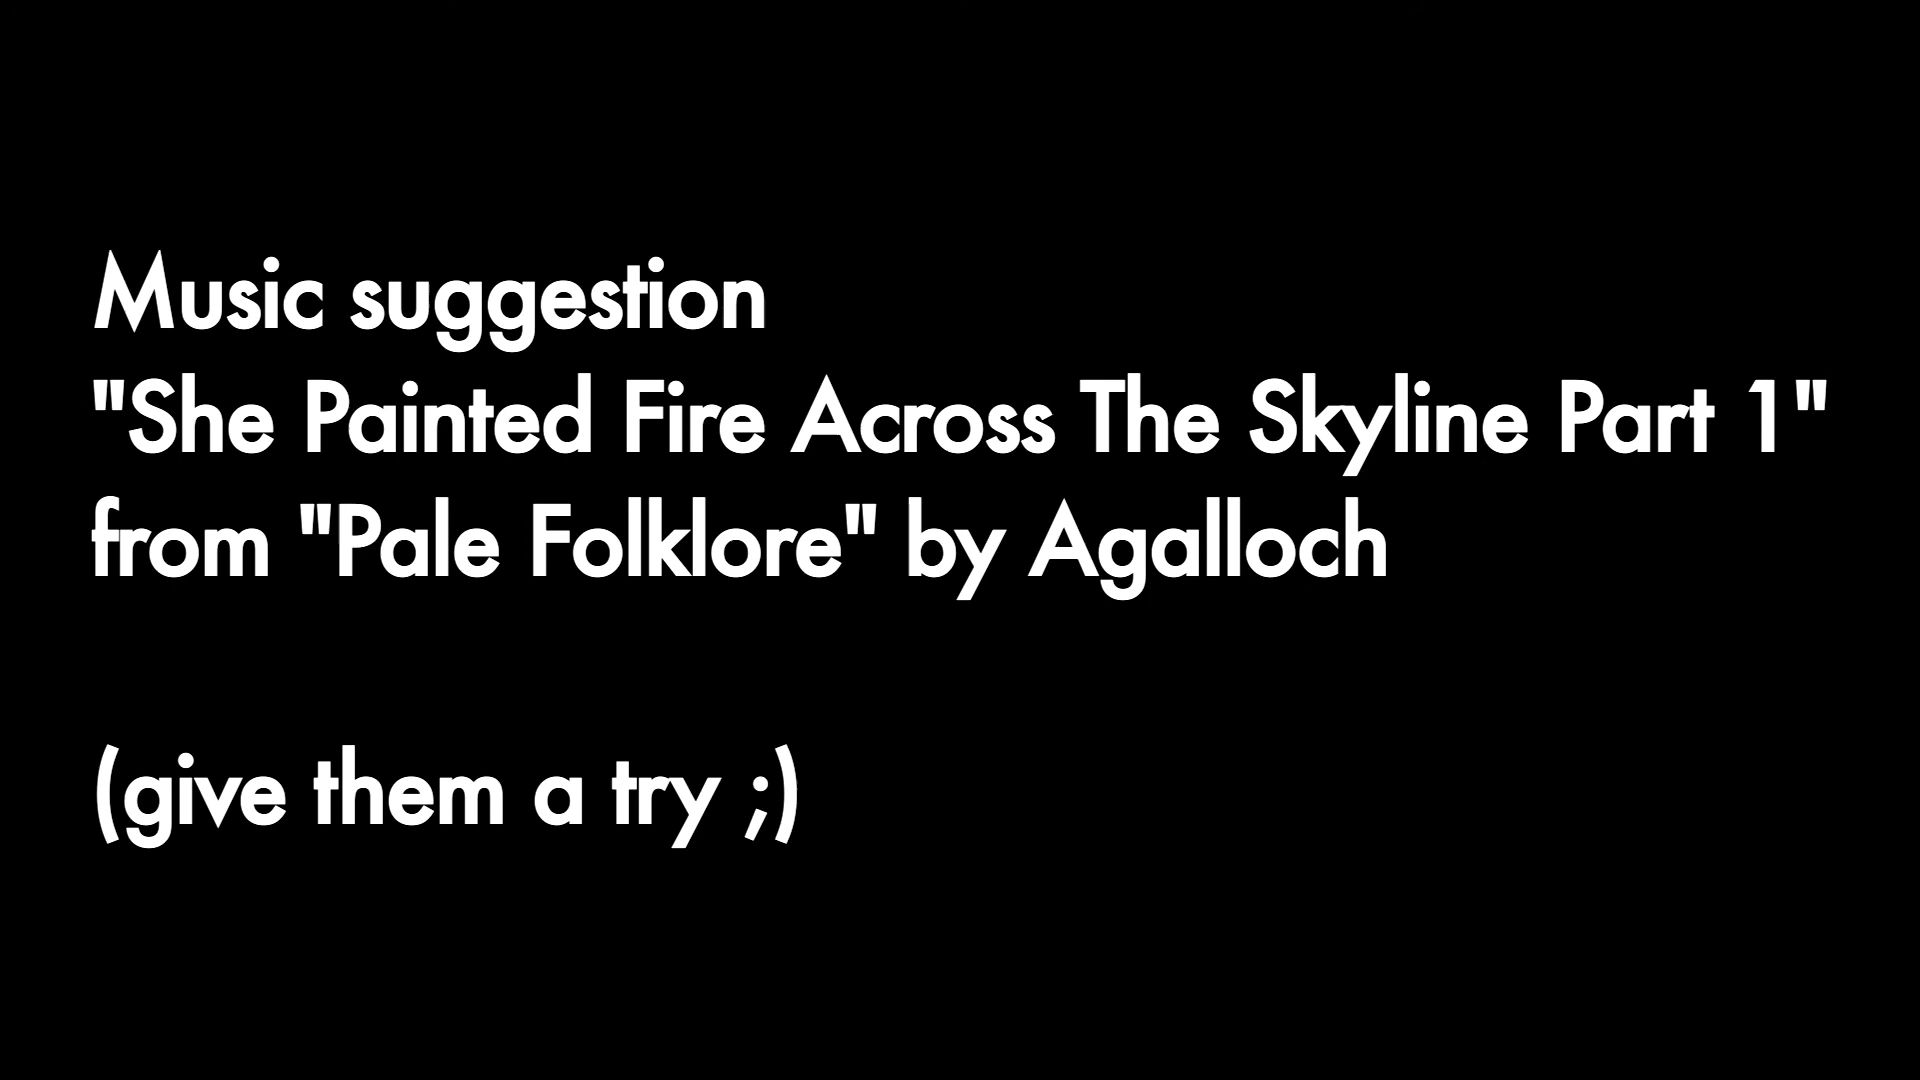 Music suggestion
"She Painted Fire Across The Skyline Part 1"
from "Pale Folklore" by Agalloch
(give them a try ;)